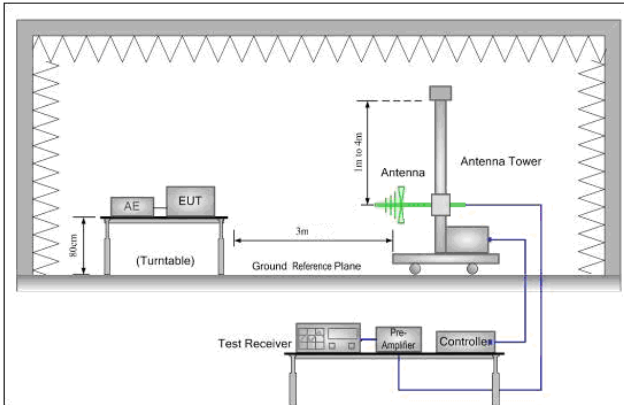 1m to 4m
Antenna
Antenna Tower
AE
EUT
80cm
(Turntable)
3m
Ground Reference Plane
Test Receiver
Pre-
Amplifier
Controller